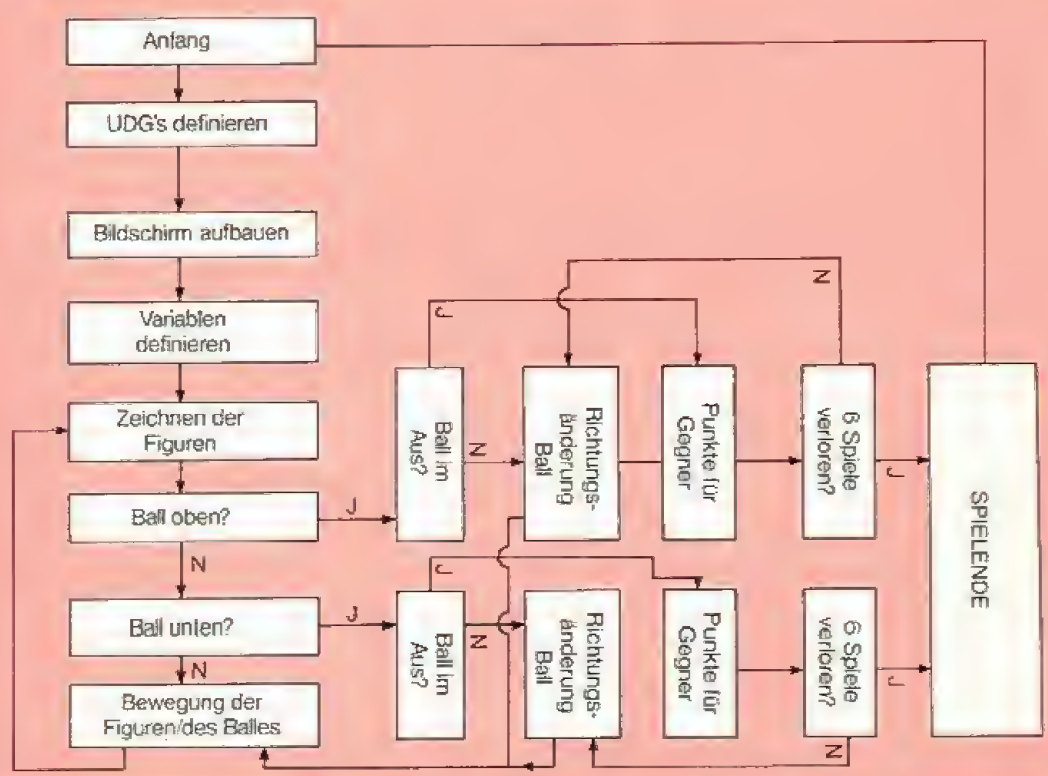 Anfang
UDG's definieren
Bildschirm aufbauen
Variablen
definieren
Zeichnen der
Figuren
Ball oben?
J
N
Ball unten?
J
N
Bewegung der
Figuren/des Balles
Ball im
Aus?
J
N
Richtungs-
änderung
Ball
Punkte für
Gegner
6 Spiele
verloren?
N
J
Ball im
Aus?
J
N
Richtungs-
änderung
Ball
Punkte für
Gegner
6 Spiele
verloren?
J
N
SPIELENDE